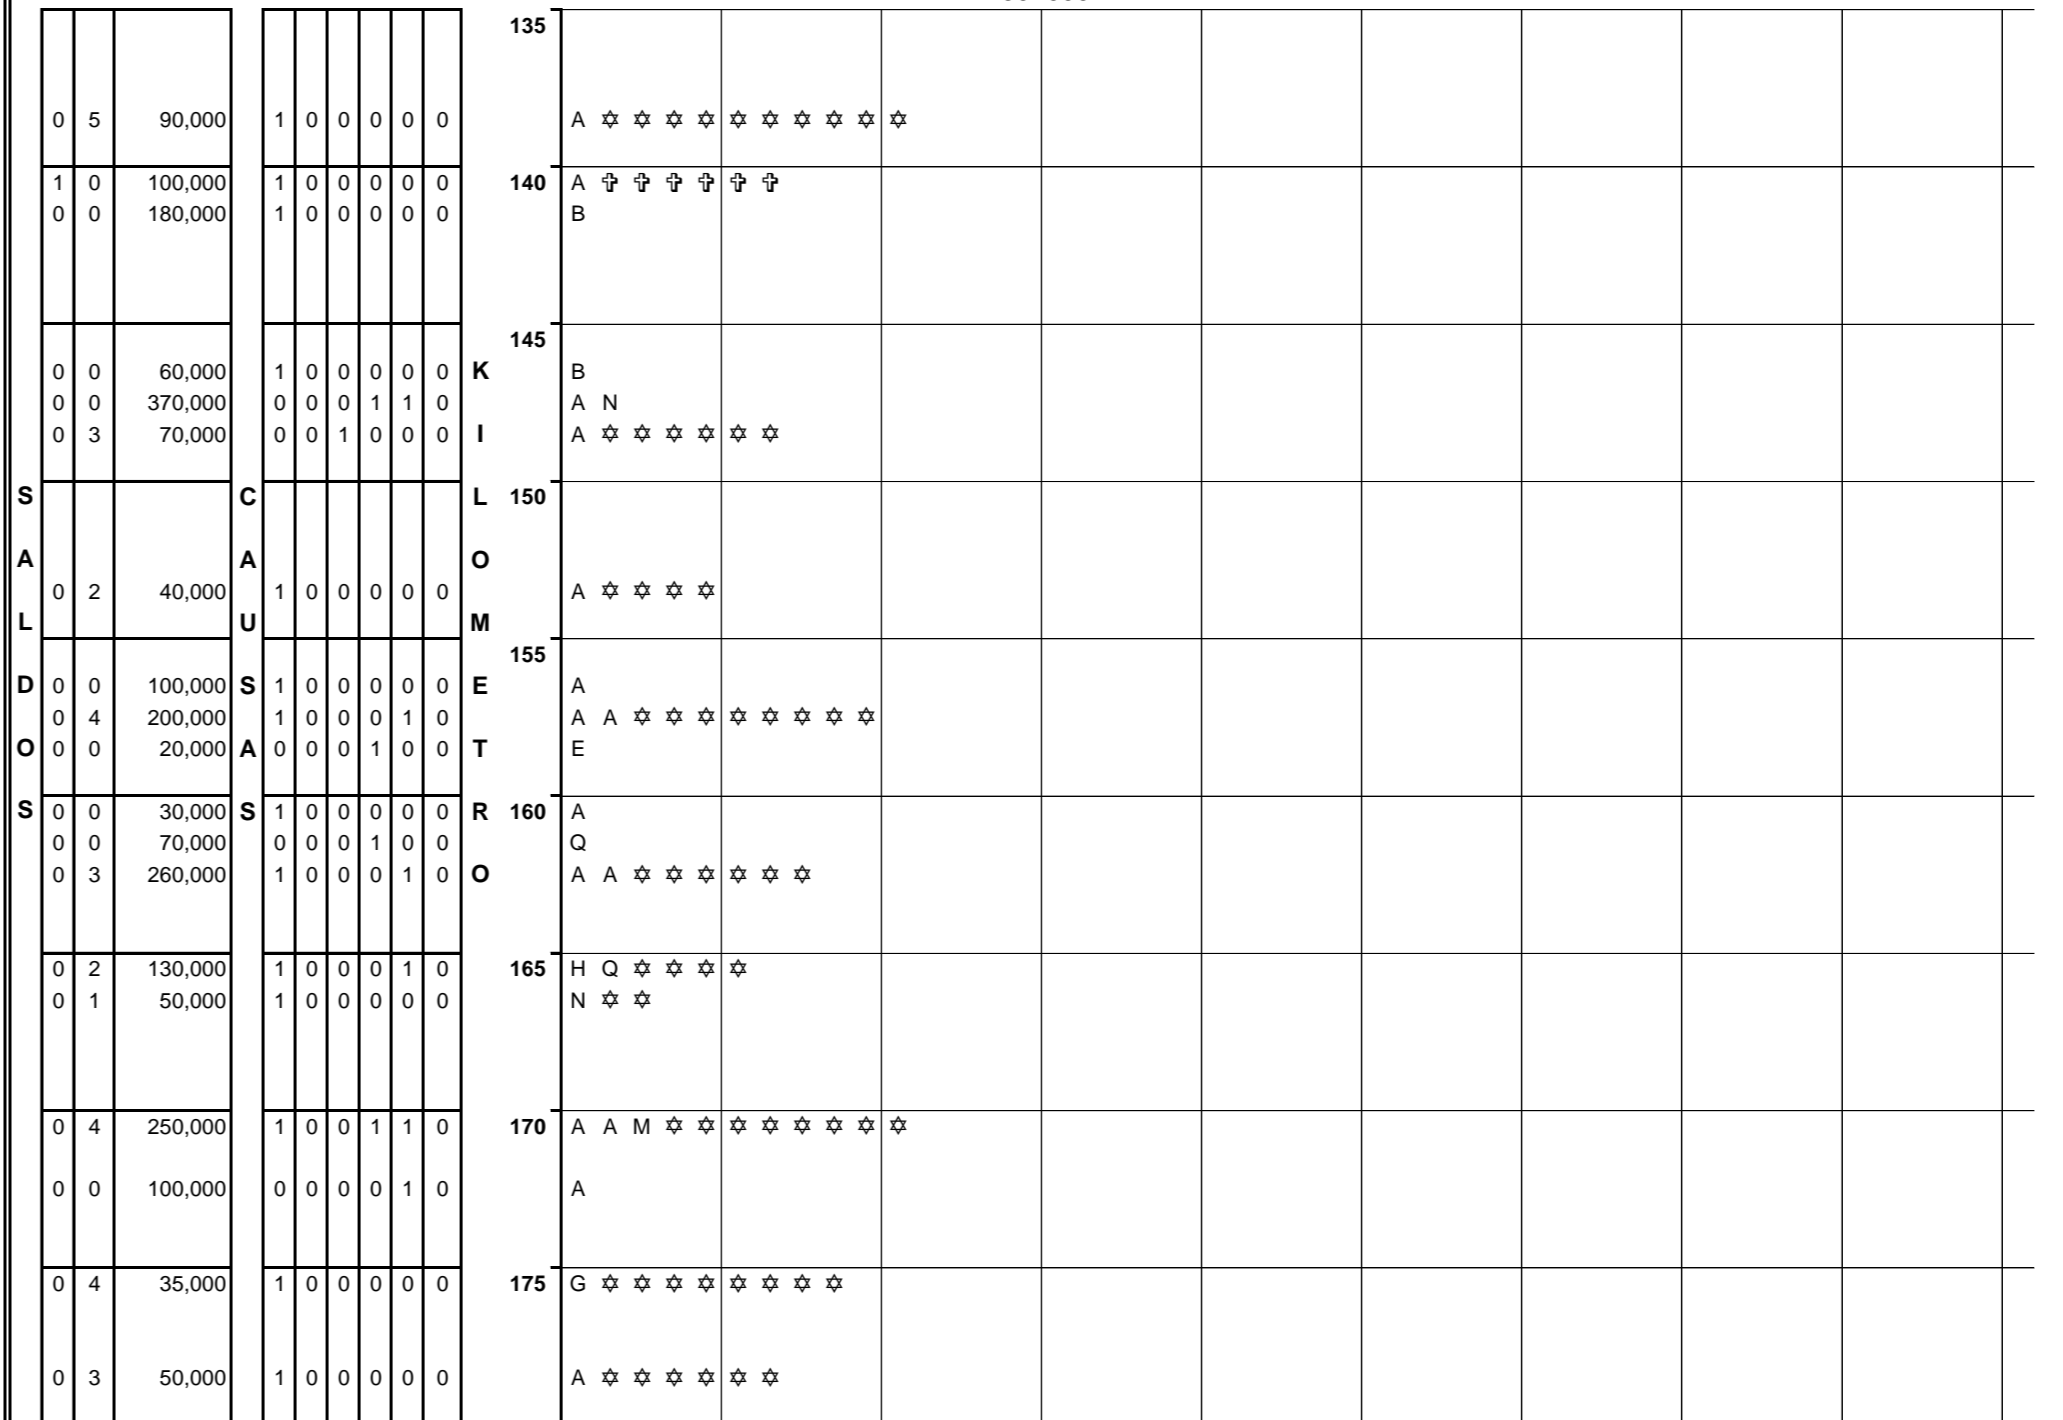 135
0 5 90,000 1 0 0 0 0 0 A ✡ ✡ ✡ ✡ ✡ ✡ ✡ ✡ ✡ ✡
1 0 100,000 1 0 0 0 0 0 140 A ✞ ✞ ✞ ✞ ✞ ✞
0 0 180,000 1 0 0 0 0 0 B
145
0 0 60,000 1 0 0 0 0 0 K B
0 0 370,000 0 0 0 1 1 0 A N
0 3 70,000 0 0 1 0 0 0 I A ✡ ✡ ✡ ✡ ✡ ✡
S C L 150
A A O
0 2 40,000 1 0 0 0 0 0 A ✡ ✡ ✡ ✡
L U M
155
D 0 0 100,000 S 1 0 0 0 0 0 E A
0 4 200,000 1 0 0 0 1 0 A A ✡ ✡ ✡ ✡ ✡ ✡ ✡ ✡
O 0 0 20,000 A 0 0 0 1 0 0 T E
S 0 0 30,000 S 1 0 0 0 0 0 R 160 A
0 0 70,000 0 0 0 1 0 0 Q
0 3 260,000 1 0 0 0 1 0 O A A ✡ ✡ ✡ ✡ ✡ ✡
0 2 130,000 1 0 0 0 1 0 165 H Q ✡ ✡ ✡ ✡
0 1 50,000 1 0 0 0 0 0 N ✡ ✡
0 4 250,000 1 0 0 1 1 0 170 A A M ✡ ✡ ✡ ✡ ✡ ✡ ✡ ✡
0 0 100,000 0 0 0 0 1 0 A
0 4 35,000 1 0 0 0 0 0 175 G ✡ ✡ ✡ ✡ ✡ ✡ ✡ ✡
0 3 50,000 1 0 0 0 0 0 A ✡ ✡ ✡ ✡ ✡ ✡